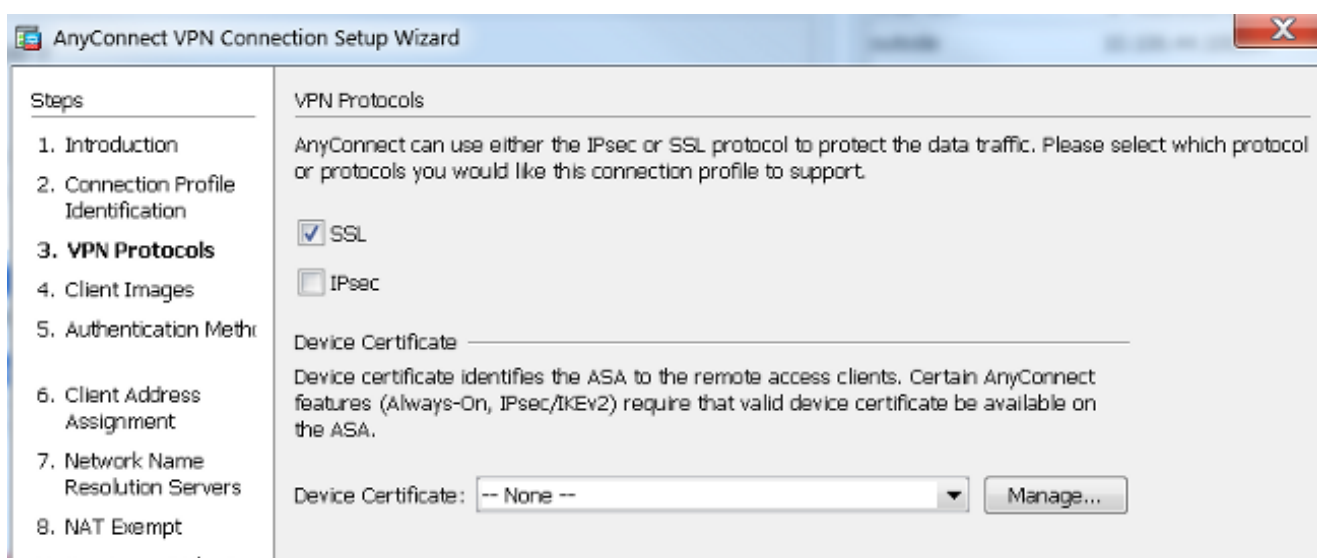 AnyConnect VPN Connection Setup Wizard
Steps
1. Introduction
2. Connection Profile
Identification
3. VPN Protocols
4. Client Images
5. Authentication Meth
6. Client Address
Assignment
7. Network Name
Resolution Servers
8. NAT Exempt
VPN Protocols
AnyConnect can use either the IPsec or SSL protocol to protect the data traffic. Please select which protocol
or protocols you would like this connection profile to support.
SSL
IPsec
Device Certificate
Device certificate identifies the ASA to the remote access clients. Certain AnyConnect
features (Always-On, IPsec/IKEv2) require that valid device certificate be available on
the ASA.
Device Certificate: -- None --
Manage...